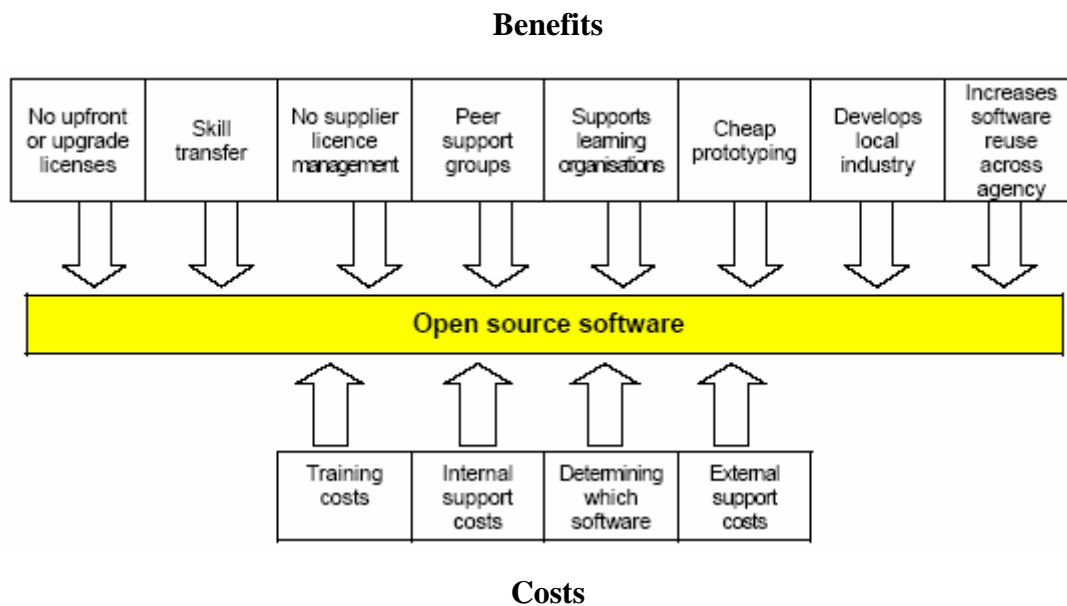 Benefits
No upfront
or upgrade
licenses
Skill
transfer
No supplier
licence
management
Peer
support
groups
Supports
learning
organisations
Cheap
prototyping
Develops
local
industry
Increases
software
reuse
across
agency
Open source software
Training
costs
Internal
support
costs
Determining
which
software
External
support
costs
Costs